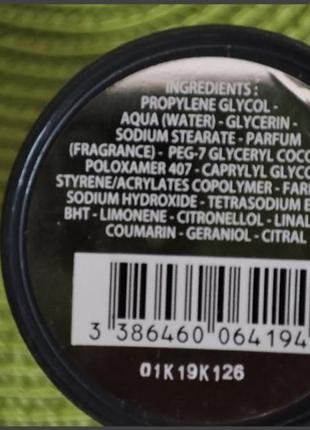 INGREDIENTS :
PROPYLENE GLYCOL -
AQUA (WATER) - GLYCERIN -
SODIUM STEARATE - PARFUM
(FRAGRANCE) - PEG-7 GLYCERYL COCO
POLOXAMER 407 - CAPRYLYL GLYCO
STYRENE/ACRYLATES COPOLYMER - FAR
SODIUM HYDROXIDE - TETRASODIUM E
BHT - LIMONENE - CITRONELLOL - LINAL
COUMARIN - GERANIOL - CITRAL
3 386460 064194
01K19K126